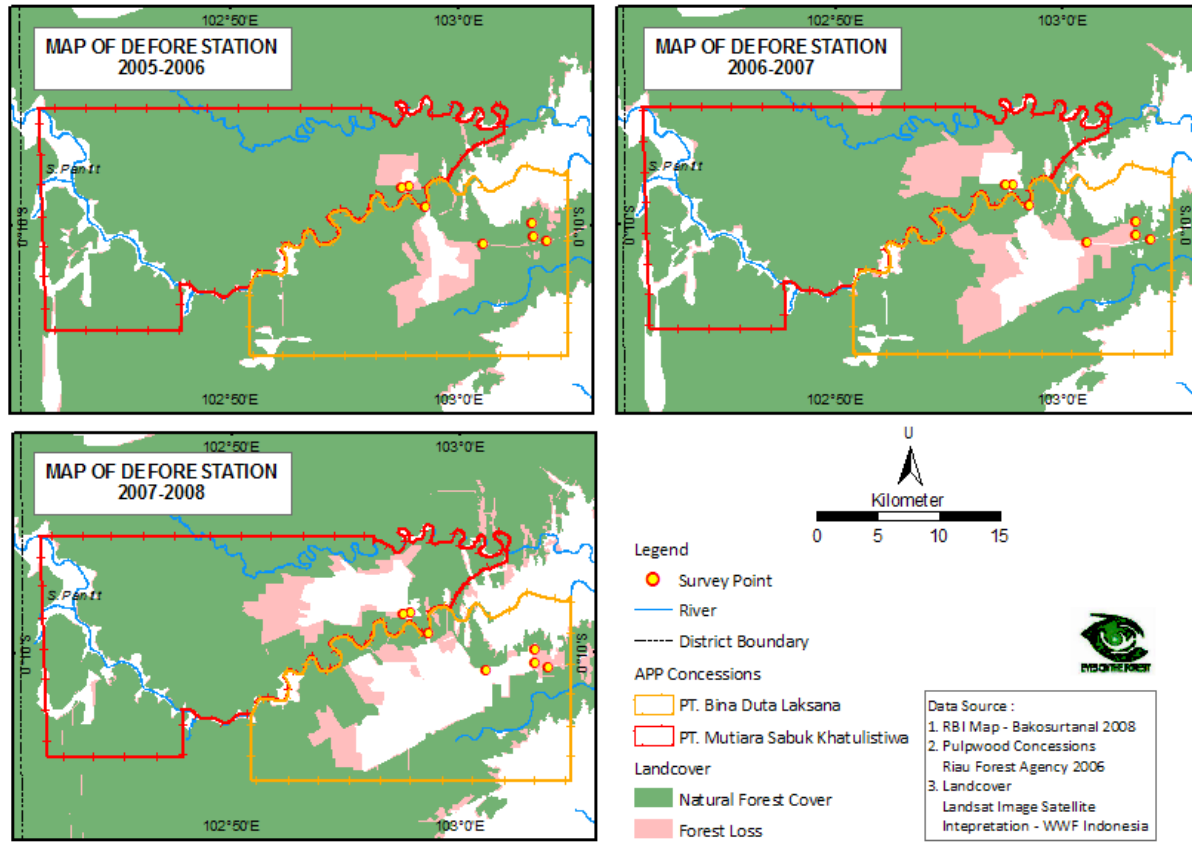 102°50'E 103°0'E
MAP OF DEFORE STATION
2005-2006
S. Pentt
0°10'S 0°10'S
102°50'E 103°0'E
102°50'E 103°0'E
MAP OF DEFORE STATION
2006-2007
S. Pentt
0°10'S 0°10'S
102°50'E 103°0'E
102°50'E 103°0'E
MAP OF DEFORE STATION
2007-2008
S. Pentt
0°10'S 0°10'S
102°50'E 103°0'E
U
Kilometer
0 5 10 15
Legend
Survey Point
River
District Boundary
APP Concessions
PT. Bina Duta Laksana
PT. Mutiara Sabuk Khatulistiwa
Landcover
Natural Forest Cover
Forest Loss
EYES ON THE FOREST
Data Source :
1. RBI Map - Bakosurtanal 2008
2. Pulpwood Concessions
Riau Forest Agency 2006
3. Landcover
Landsat Image Satellite
Intepretation - WWF Indonesia